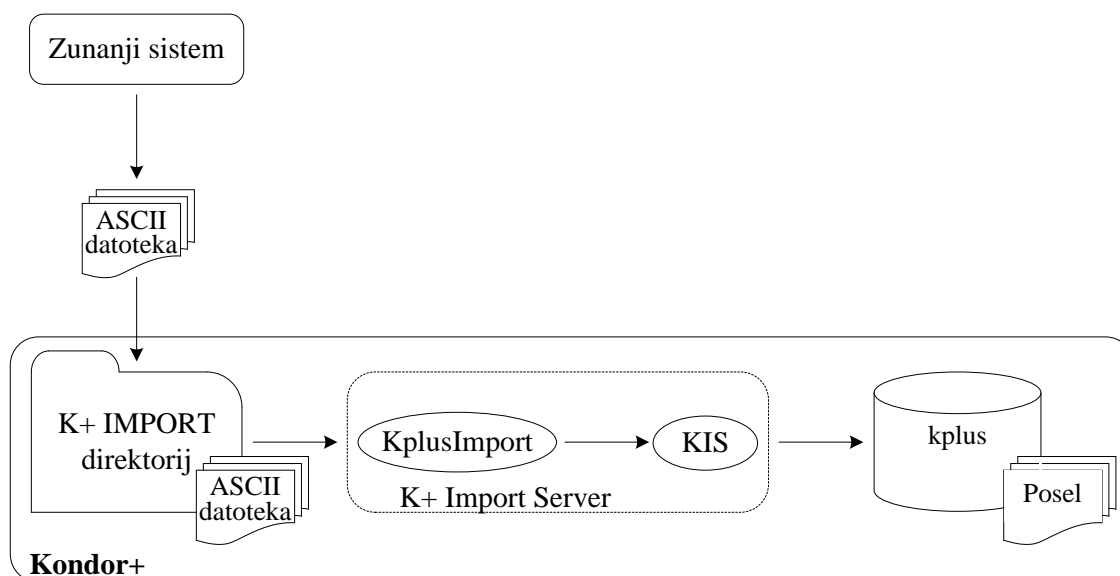 Zunanji sistem
ASCII
datoteka
K+ IMPORT
direktorij
ASCII
datoteka
KplusImport
KIS
K+ Import Server
kplus
Posel
Kondor+